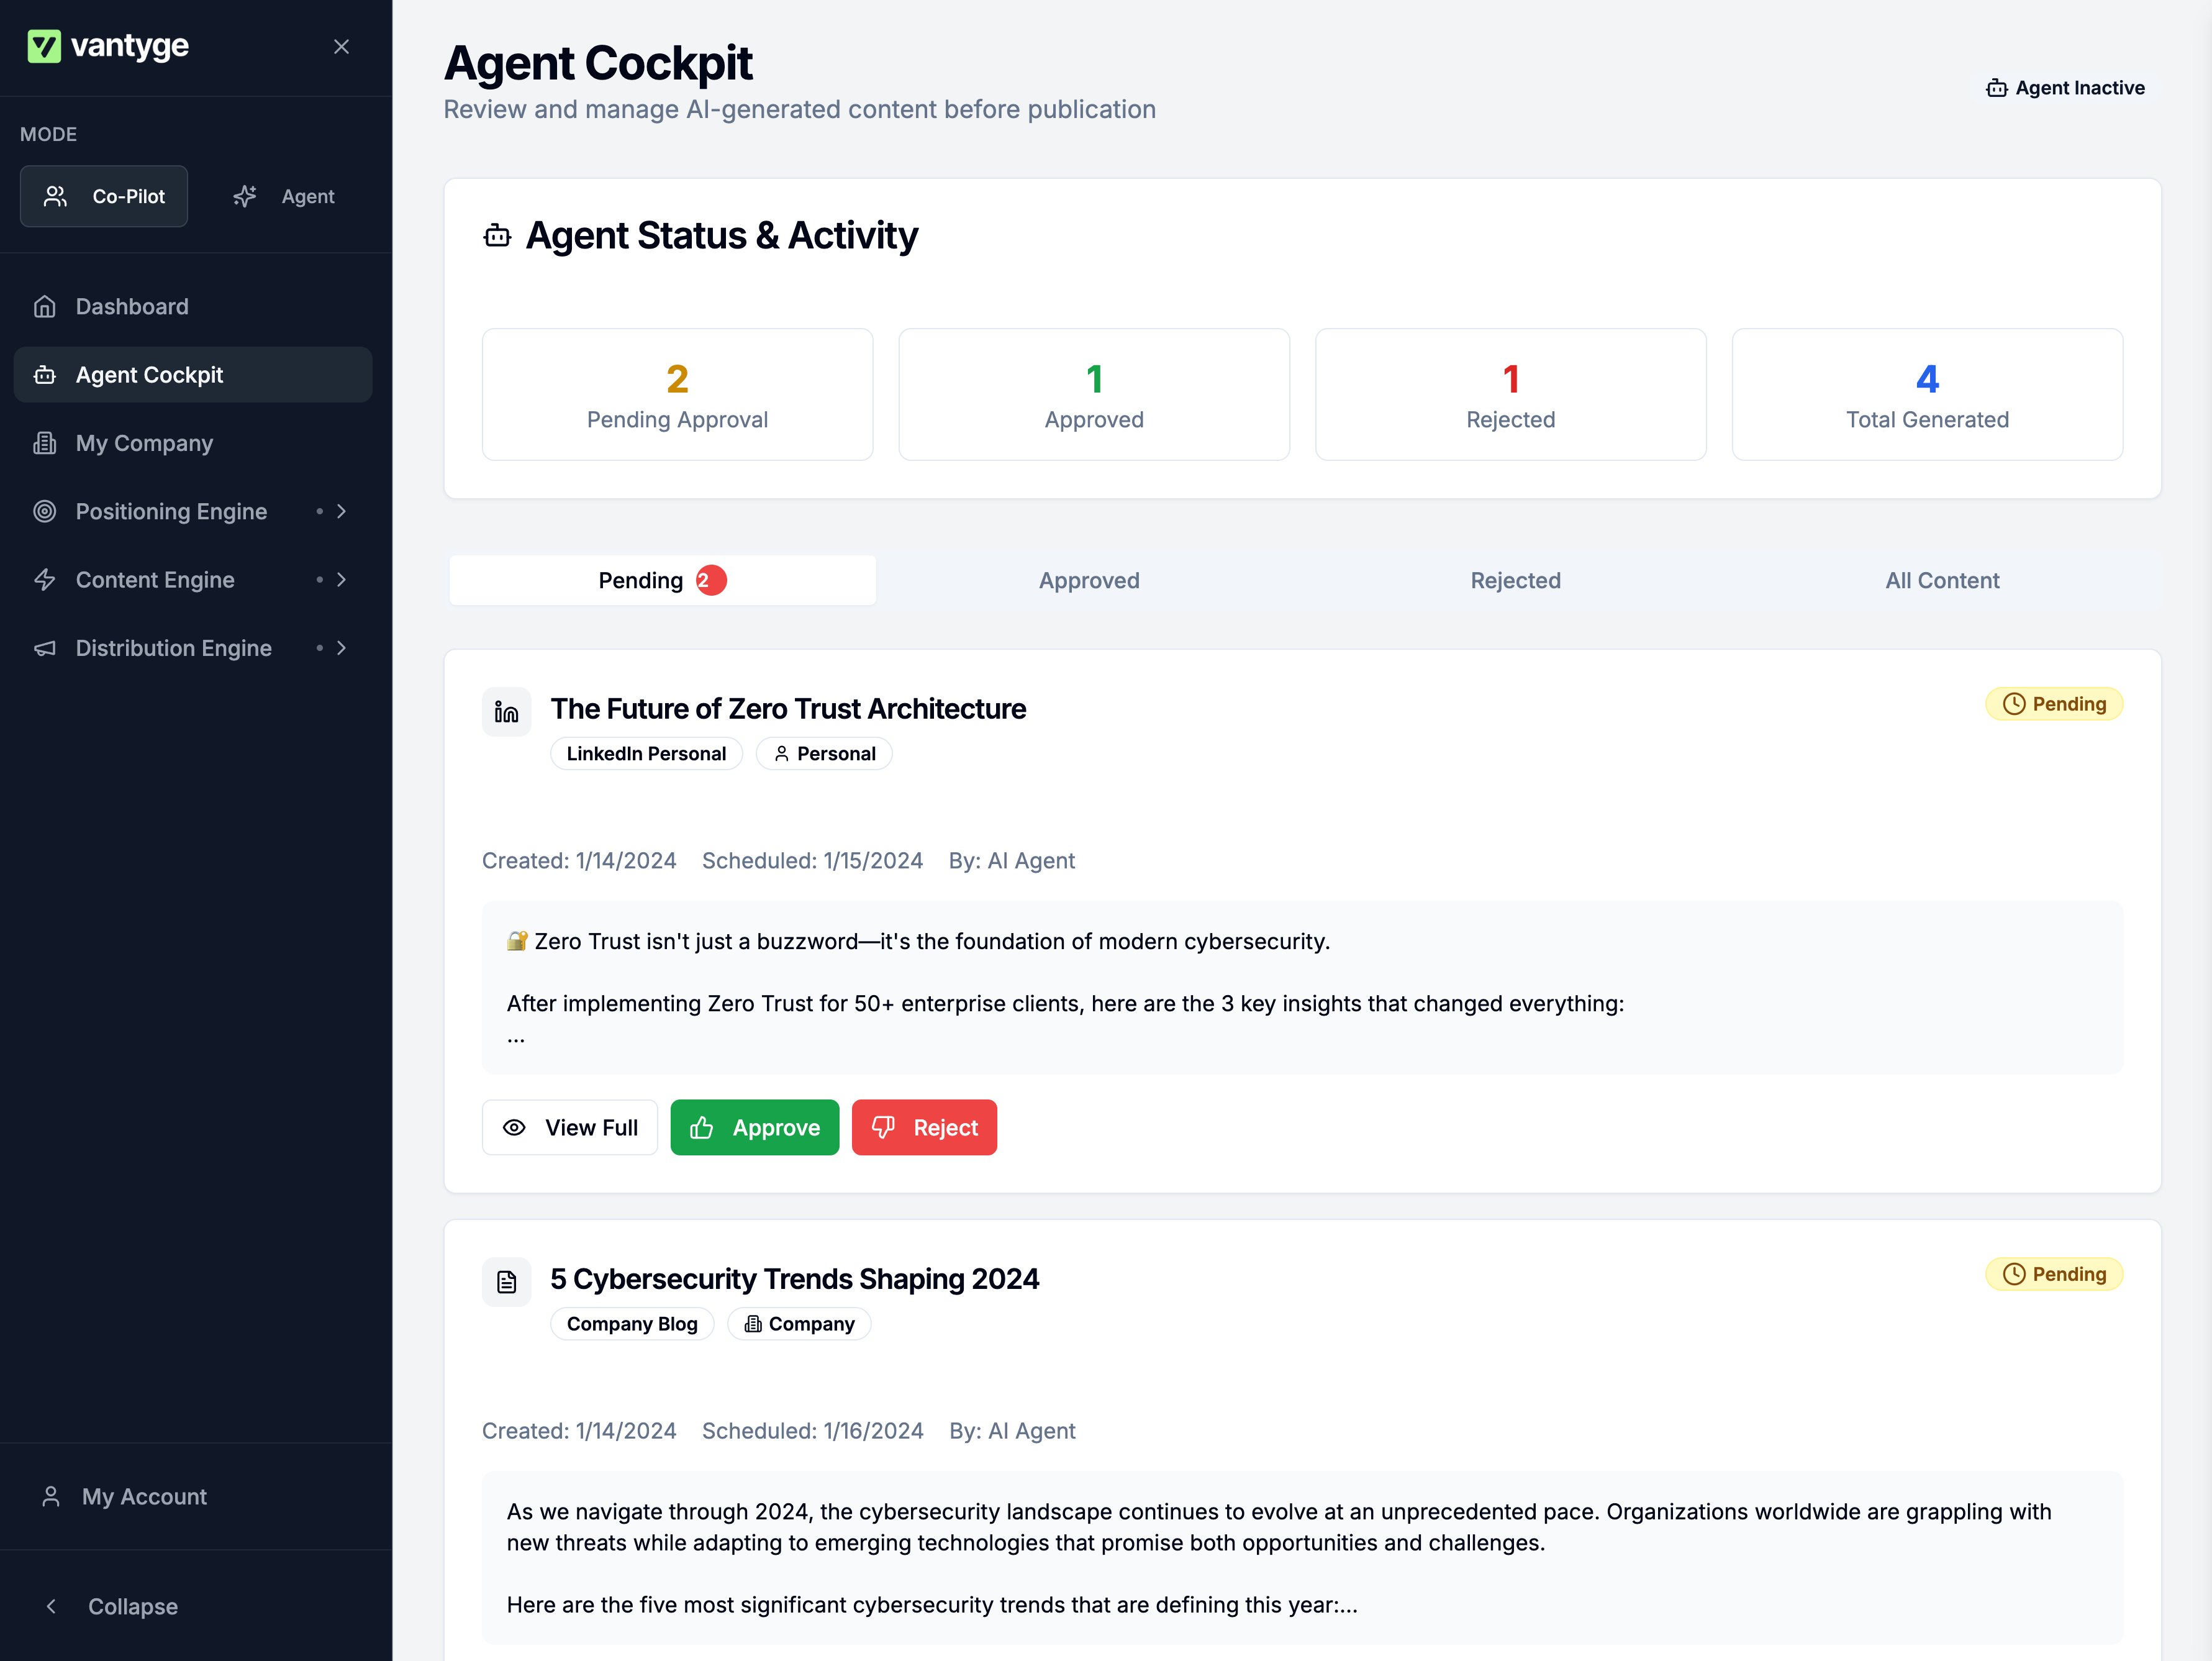 vantyge
MODE
Co-Pilot
Agent
Dashboard
Agent Cockpit
My Company
Positioning Engine
Content Engine
Distribution Engine
My Account
Collapse
Agent Cockpit
Review and manage AI-generated content before publication
Agent Inactive
Agent Status & Activity
2
Pending Approval
1
Approved
1
Rejected
4
Total Generated
Pending 2
Approved
Rejected
All Content
The Future of Zero Trust Architecture
Pending
LinkedIn Personal
Personal
Created: 1/14/2024 Scheduled: 1/15/2024 By: AI Agent
🔐 Zero Trust isn't just a buzzword—it's the foundation of modern cybersecurity.
After implementing Zero Trust for 50+ enterprise clients, here are the 3 key insights that changed everything:
...
View Full
Approve
Reject
5 Cybersecurity Trends Shaping 2024
Pending
Company Blog
Company
Created: 1/14/2024 Scheduled: 1/16/2024 By: AI Agent
As we navigate through 2024, the cybersecurity landscape continues to evolve at an unprecedented pace. Organizations worldwide are grappling with
new threats while adapting to emerging technologies that promise both opportunities and challenges.
Here are the five most significant cybersecurity trends that are defining this year:...